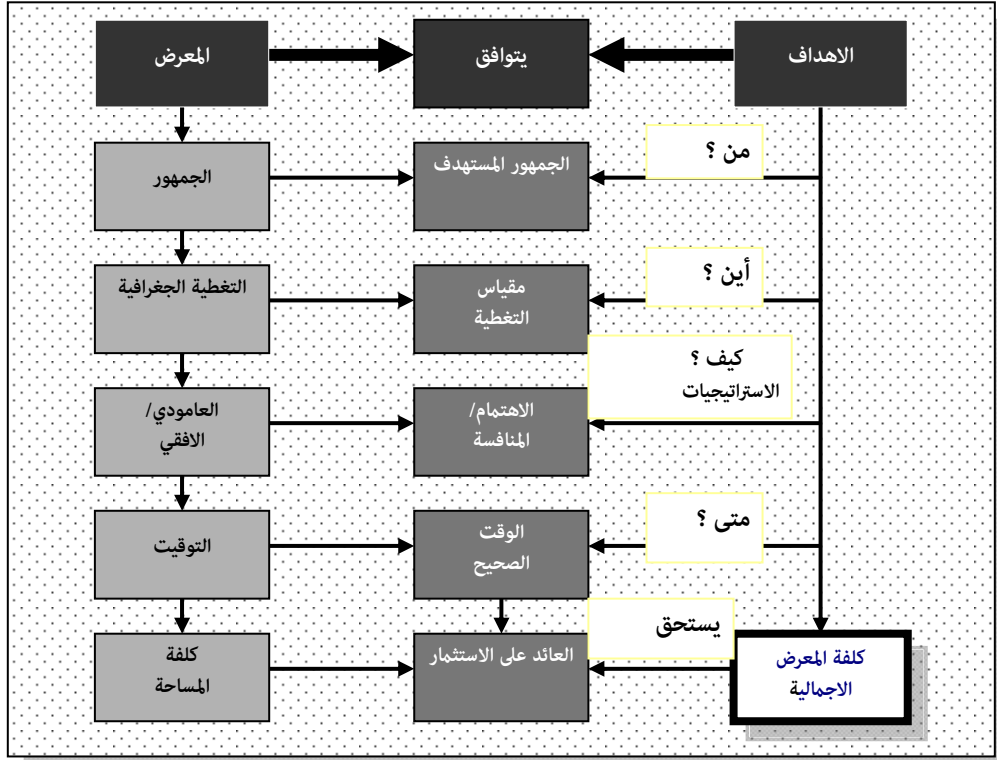 الاهداف
يتوافق
المعرض
من ؟
الجمهور المستهدف
الجمهور
أين ؟
مقياس
التغطية
التغطية الجغرافية
كيف ؟
الاستراتيجيات
الاهتمام/
المنافسة
العامودي/
الافقي
متى ؟
الوقت
الصحيح
التوقيت
يستحق
كلفة المعرض
الاجمالية
العائد على الاستثمار
كلفة
المساحة